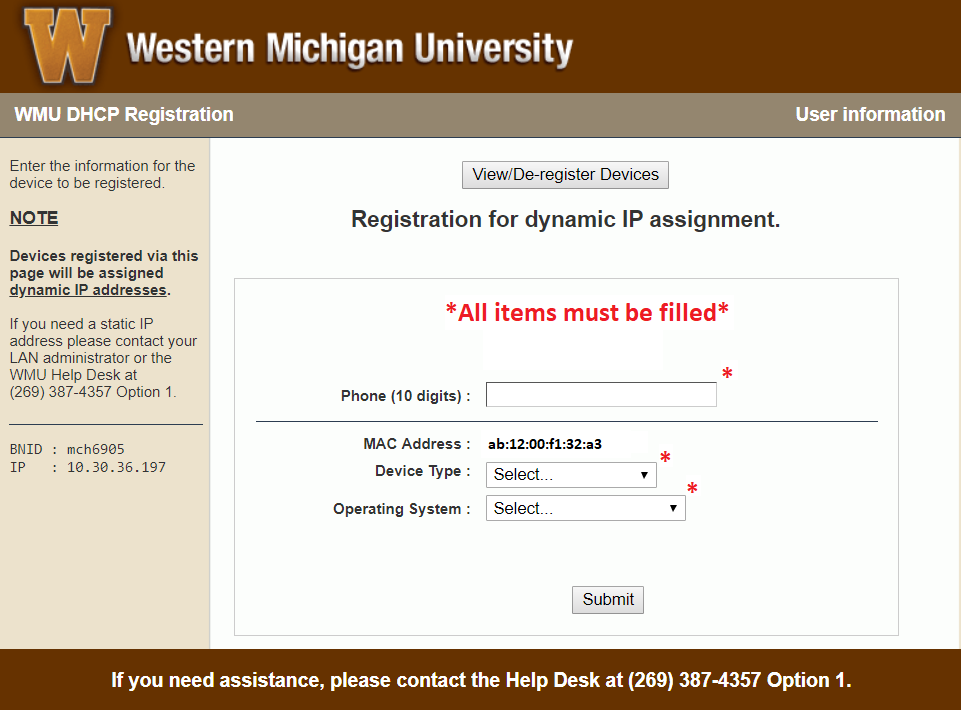 W
Western Michigan University
WMU DHCP Registration
User information
Enter the information for the
device to be registered.
NOTE
Devices registered via this
page will be assigned
dynamic IP addresses.
If you need a static IP
address please contact your
LAN administrator or the
WMU Help Desk at
(269) 387-4357 Option 1.
BNID : mch6905
IP : 10.30.36.197
View/De-register Devices
Registration for dynamic IP assignment.
*All items must be filled*
Phone (10 digits) : *
MAC Address : ab:12:00:f1:32:a3
Device Type : Select... *
Operating System : Select... *
Submit
If you need assistance, please contact the Help Desk at (269) 387-4357 Option 1.